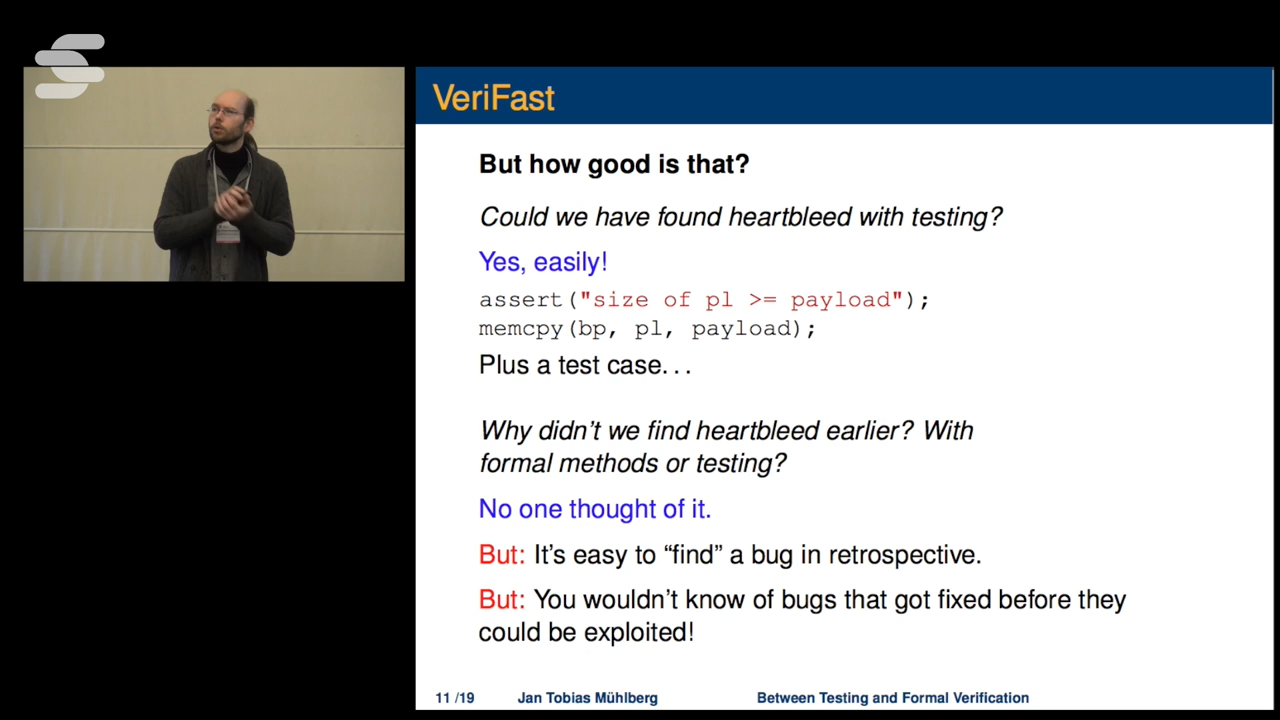 VeriFast
But how good is that?
Could we have found heartbleed with testing?
Yes, easily!
assert("size of pl >= payload");
memcpy(bp, pl, payload);
Plus a test case...
Why didn't we find heartbleed earlier? With
formal methods or testing?
No one thought of it.
But: It's easy to “find” a bug in retrospective.
But: You wouldn't know of bugs that got fixed before they
could be exploited!
11 /19 Jan Tobias Mühlberg Between Testing and Formal Verification